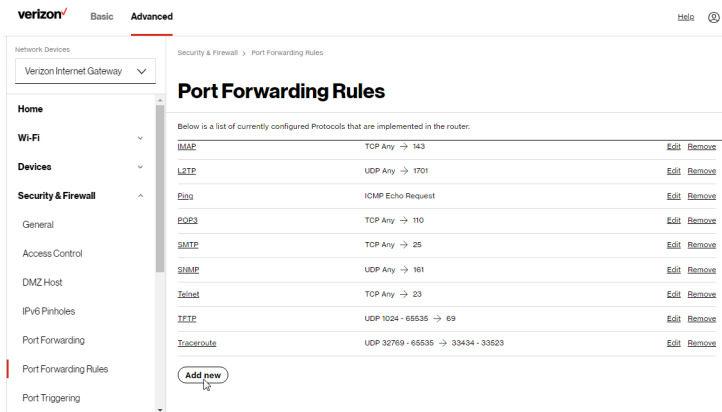 verizon✓ Basic Advanced Help
Network Devices
Verizon Internet Gateway
Home
Wi-Fi
Devices
Security & Firewall
General
Access Control
DMZ Host
IPv6 Pinholes
Port Forwarding
Port Forwarding Rules
Port Triggering
Security & Firewall > Port Forwarding Rules
Port Forwarding Rules
Below is a list of currently configured Protocols that are implemented in the router.
IMAP TCP Any → 143 Edit Remove
L2TP UDP Any → 1701 Edit Remove
Ping ICMP Echo Request Edit Remove
POP3 TCP Any → 110 Edit Remove
SMTP TCP Any → 25 Edit Remove
SNMP UDP Any → 161 Edit Remove
Telnet TCP Any → 23 Edit Remove
TFTP UDP 1024 - 65535 → 69 Edit Remove
Traceroute UDP 32769 - 65535 → 33434 - 33523 Edit Remove
Add new